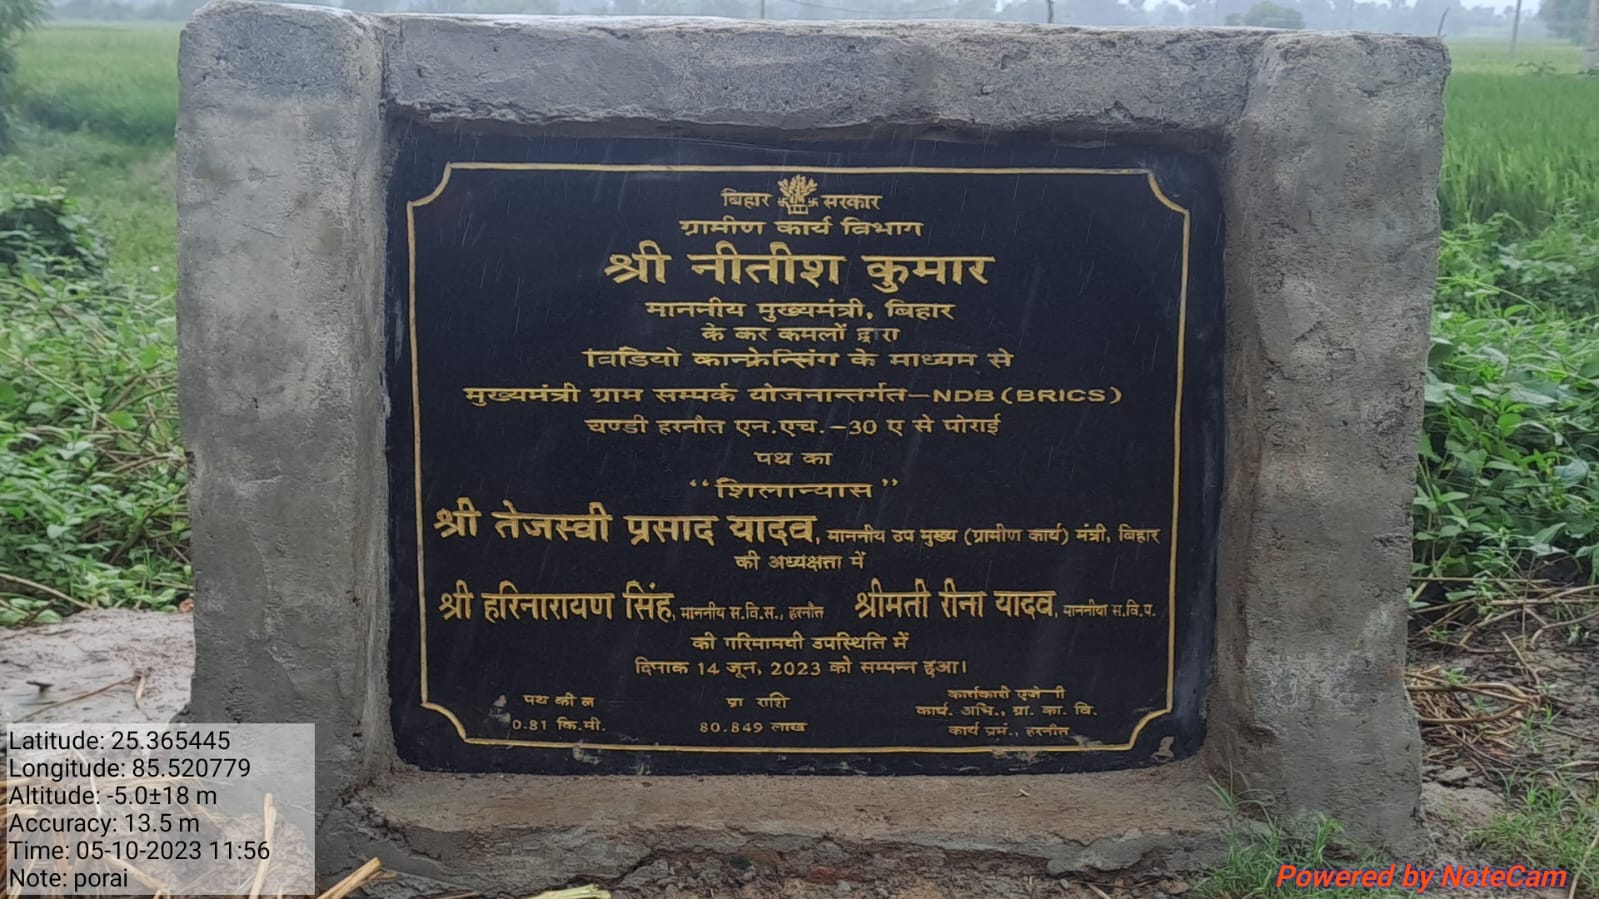 बिहार सरकार
ग्रामीण कार्य विभाग
श्री नीतीश कुमार
माननीय मुख्यमंत्री, बिहार
के कर कमलों द्वारा
विडियो कान्फ्रेन्सिंग के माध्यम से
मुख्यमंत्री ग्राम सम्पर्क योजनान्तर्गत–NDB(BRICS)
चण्डी हरनौत एन.एच.–30 ए से पोराई
पथ का
“शिलान्यास”
श्री तेजस्वी प्रसाद यादव, माननीय उप मुख्य (ग्रामीण कार्य) मंत्री, बिहार
की अध्यक्षता में
श्री हरिनारायण सिंह, माननीय स.वि.स., हरनौत श्रीमती रीना यादव, माननीया स.वि.प.
की गरिमामयी उपस्थिति में
दिनाक 14 जून, 2023 को सम्पन्न हुआ।
पथ की राशि कार्यकारी
0.81 कि.मी. 80.849 लाख कार्य. अभि., ग्रा. का. वि.
कार्य प्रम., हरनौत
Latitude: 25.365445
Longitude: 85.520779
Altitude: -5.0±18 m
Accuracy: 13.5 m
Time: 05-10-2023 11:56
Note: porai
Powered by NoteCam